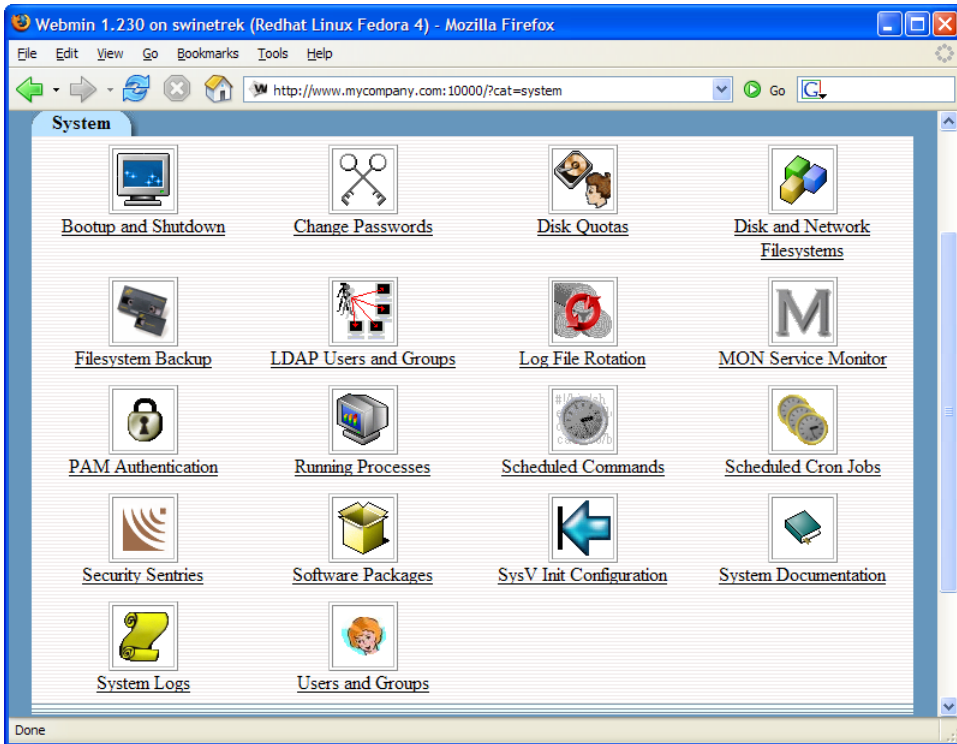 Webmin 1.230 on swinetrek (Redhat Linux Fedora 4) - Mozilla Firefox
File Edit View Go Bookmarks Tools Help
W http://www.mycompany.com:10000/?cat=system Go G
System
Bootup and Shutdown Change Passwords Disk Quotas Disk and Network
Filesystems
Filesystem Backup LDAP Users and Groups Log File Rotation MON Service Monitor
PAM Authentication Running Processes Scheduled Commands Scheduled Cron Jobs
Security Sentries Software Packages SysV Init Configuration System Documentation
System Logs Users and Groups
Done